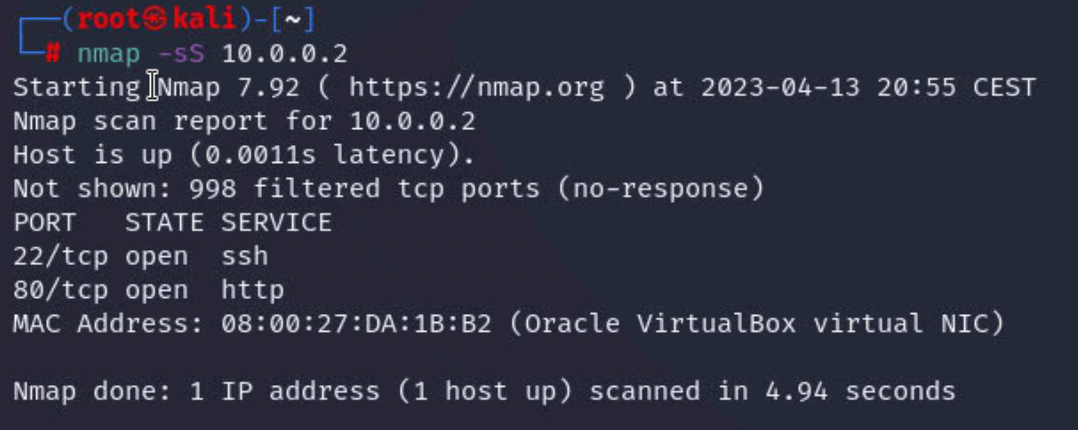 ┌──(root㉿kali)-[~]
└─# nmap -sS 10.0.0.2
Starting Nmap 7.92 ( https://nmap.org ) at 2023-04-13 20:55 CEST
Nmap scan report for 10.0.0.2
Host is up (0.0011s latency).
Not shown: 998 filtered tcp ports (no-response)
PORT   STATE SERVICE
22/tcp open  ssh
80/tcp open  http
MAC Address: 08:00:27:DA:1B:B2 (Oracle VirtualBox virtual NIC)
Nmap done: 1 IP address (1 host up) scanned in 4.94 seconds